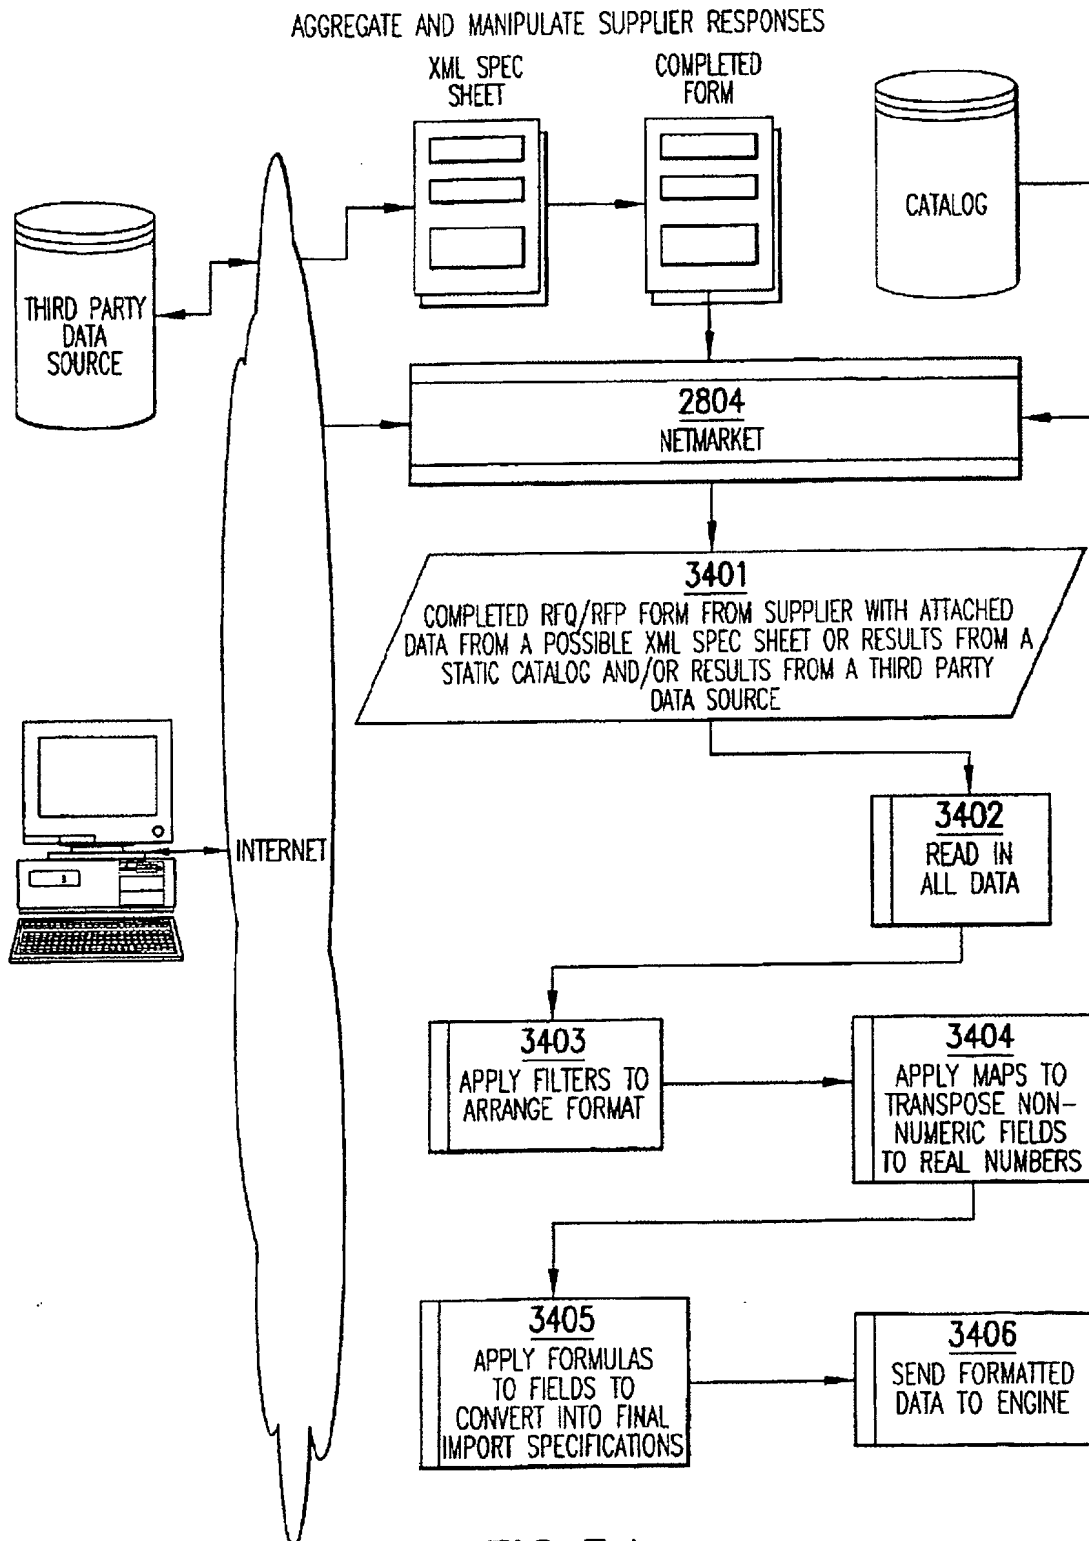 AGGREGATE AND MANIPULATE SUPPLIER RESPONSES
XML SPEC
SHEET
COMPLETED
FORM
CATALOG
THIRD PARTY
DATA
SOURCE
2804
NETMARKET
3401
COMPLETED RFQ/RFP FORM FROM SUPPLIER WITH ATTACHED
DATA FROM A POSSIBLE XML SPEC SHEET OR RESULTS FROM A
STATIC CATALOG AND/OR RESULTS FROM A THIRD PARTY
DATA SOURCE
INTERNET
3402
READ IN
ALL DATA
3403
APPLY FILTERS TO
ARRANGE FORMAT
3404
APPLY MAPS TO
TRANSPOSE NON-
NUMERIC FIELDS
TO REAL NUMBERS
3405
APPLY FORMULAS
TO FIELDS TO
CONVERT INTO FINAL
IMPORT SPECIFICATIONS
3406
SEND FORMATTED
DATA TO ENGINE